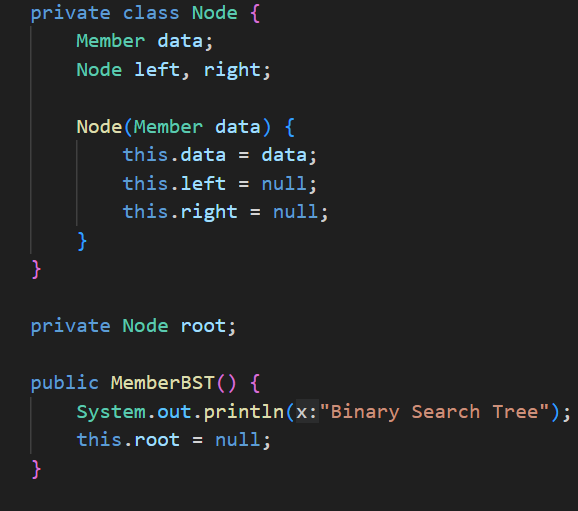 private class Node {
    Member data;
    Node left, right;

    Node(Member data) {
        this.data = data;
        this.left = null;
        this.right = null;
    }
}

private Node root;

public MemberBST() {
    System.out.println(x:"Binary Search Tree");
    this.root = null;
}